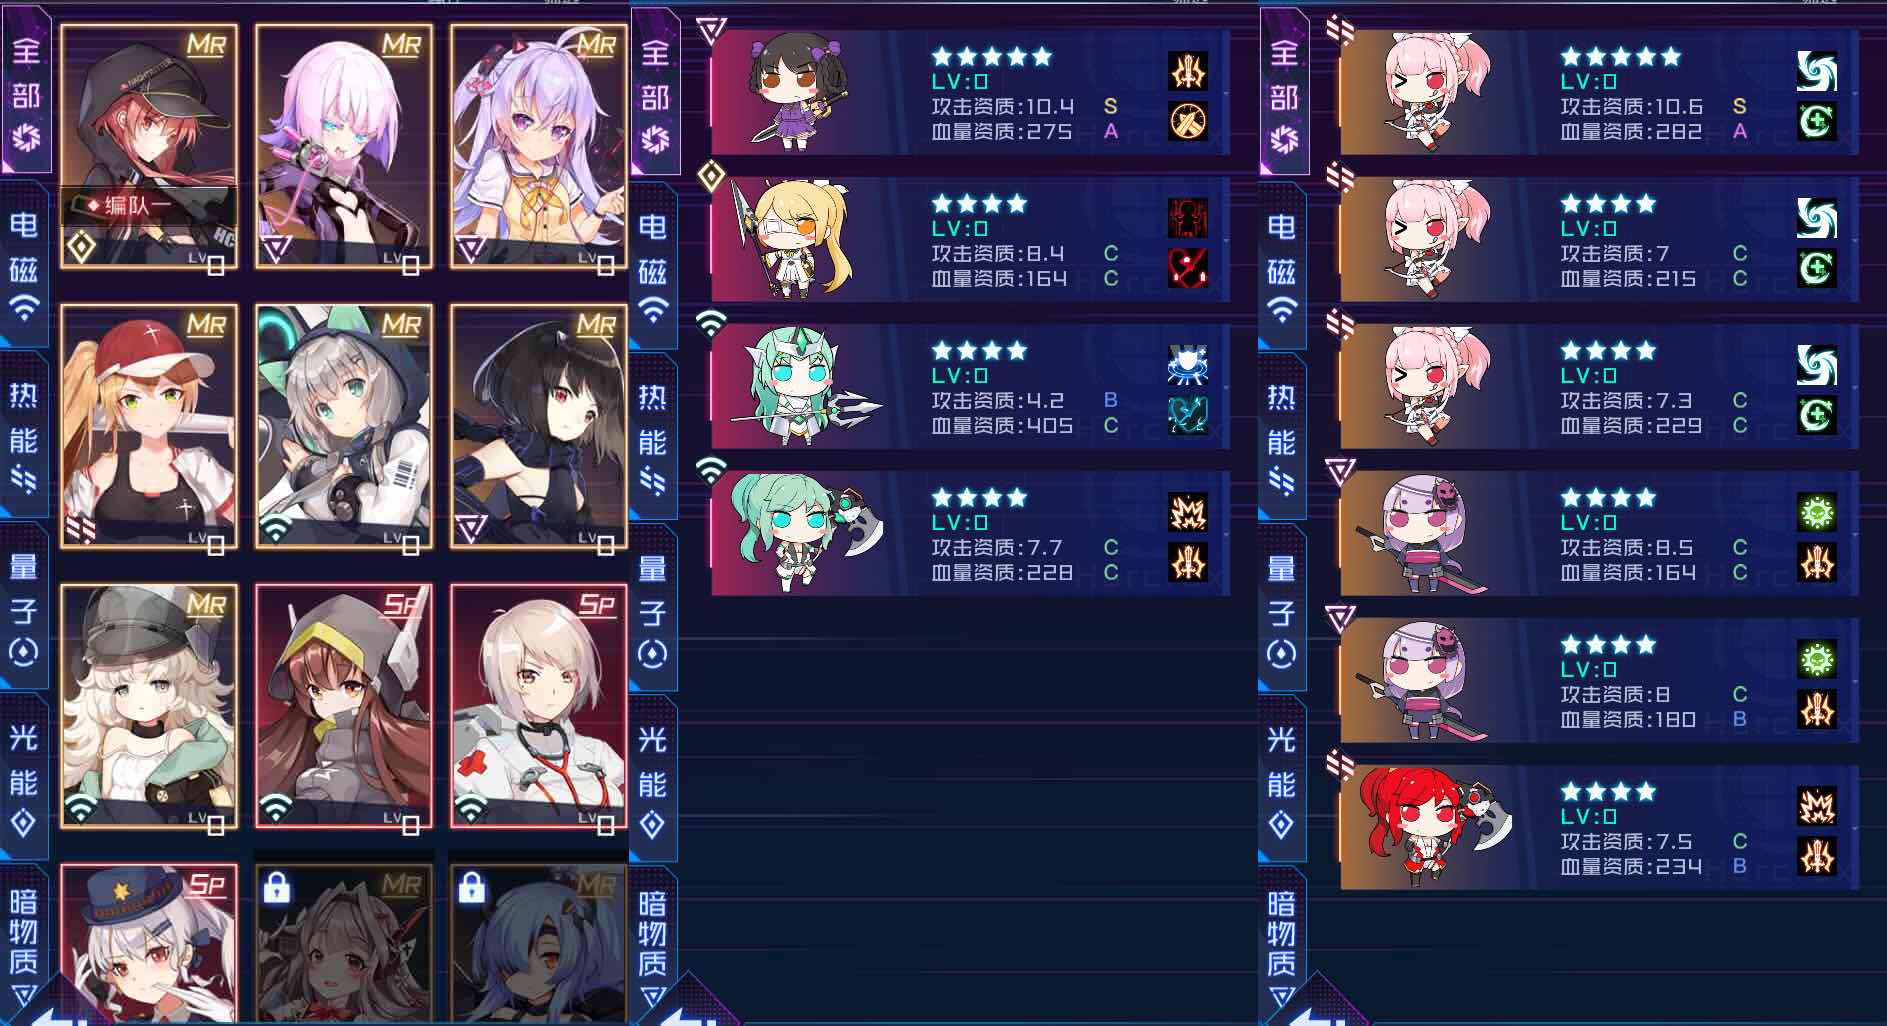 全部
电磁
热能
量子
光能
暗物质
MR
MR
MR
编队一
HC
LV 0
LV 0
LV 0
MR
MR
MR
LV 0
LV 0
LV 0
MR
SP
SP
LV 0
LV 0
LV 0
SP
MR
MR
全部
电磁
热能
量子
光能
暗物质
LV:0
攻击资质:10.4 S
血量资质:275 A
LV:0
攻击资质:8.4 C
血量资质:164 C
LV:0
攻击资质:4.2 B
血量资质:405 C
LV:0
攻击资质:7.7 C
血量资质:228 C
全部
电磁
热能
量子
光能
暗物质
LV:0
攻击资质:10.6 S
血量资质:282 A
LV:0
攻击资质:7 C
血量资质:215 C
LV:0
攻击资质:7.3 C
血量资质:229 C
LV:0
攻击资质:8.5 C
血量资质:164 C
LV:0
攻击资质:8 C
血量资质:180 B
LV:0
攻击资质:7.5 C
血量资质:234 B